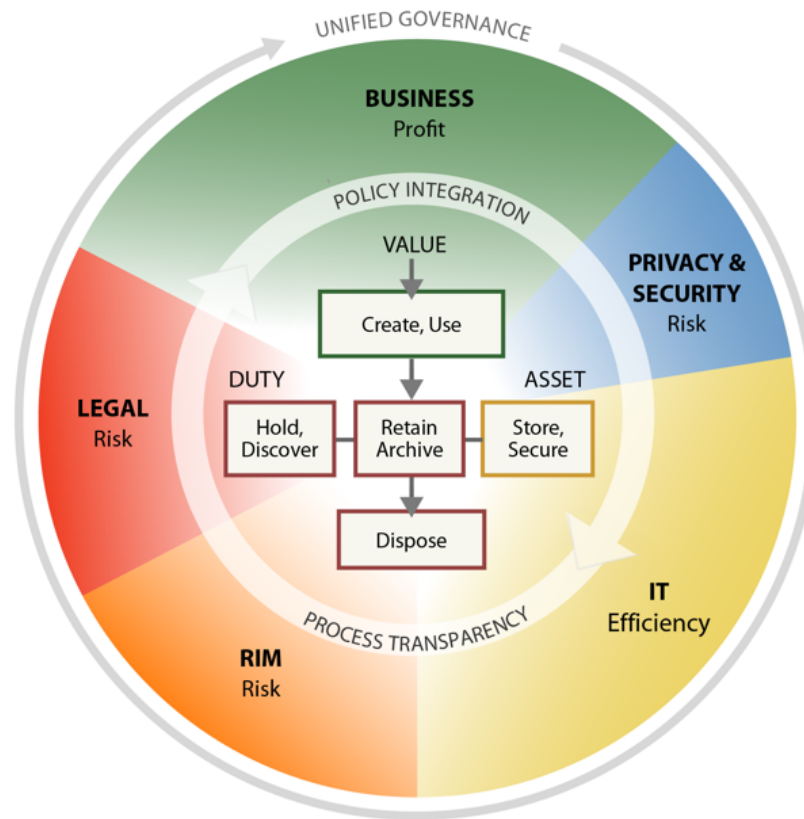 UNIFIED GOVERNANCE
BUSINESS
Profit
POLICY INTEGRATION
VALUE
PRIVACY &
SECURITY
Risk
Create, Use
DUTY
ASSET
LEGAL
Risk
Hold,
Discover
Retain
Archive
Store,
Secure
Dispose
IT
Efficiency
PROCESS TRANSPARENCY
RIM
Risk